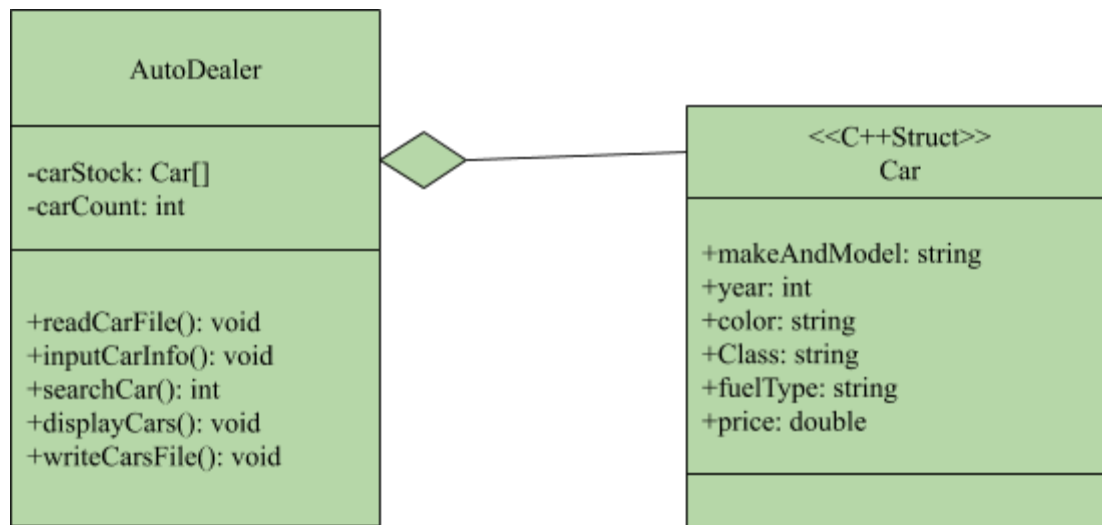 AutoDealer
-carStock: Car[]
-carCount: int
+readCarFile(): void
+inputCarInfo(): void
+searchCar(): int
+displayCars(): void
+writeCarsFile(): void
<<C++Struct>>
Car
+makeAndModel: string
+year: int
+color: string
+Class: string
+fuelType: string
+price: double